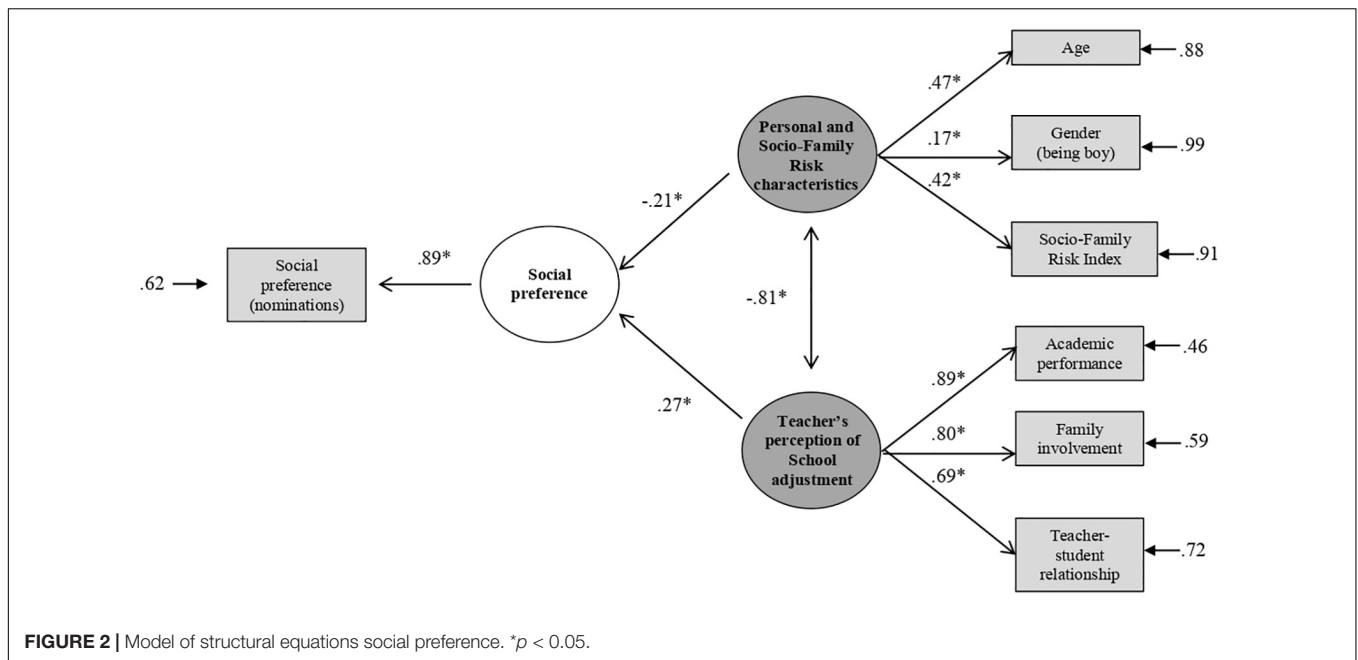 Age
.88
.47*
Personal and
Socio-Family
Risk
characteristics
.17*
Gender
(being boy)
.99
.42*
-.21*
Socio-Family
Risk Index
.91
.62
Social
preference
(nominations)
.89*
Social
preference
-.81*
Academic
performance
.46
.89*
.27*
Teacher's
perception of
School
adjustment
.80*
Family
involvement
.59
.69*
Teacher-
student
relationship
.72
FIGURE 2 | Model of structural equations social preference. *p < 0.05.